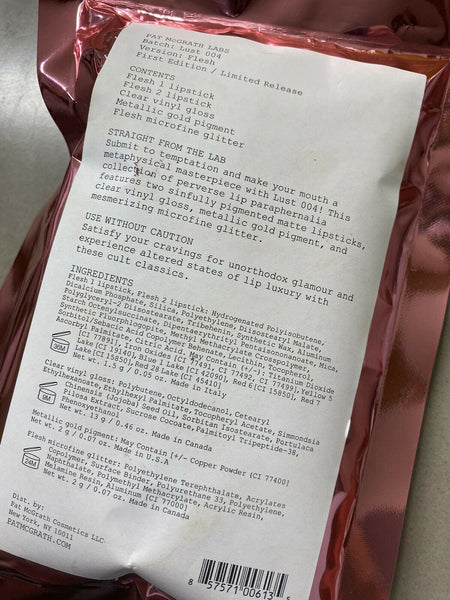 PAT McGRATH LABS
Batch: Lust 004
Version: Flesh
First Edition / Limited Release
CONTENTS
Flesh 1 lipstick
Flesh 2 lipstick
Clear vinyl gloss
Metallic gold pigment
Flesh microfine glitter
STRAIGHT FROM THE LAB
Submit to temptation and make your mouth a
metaphysical masterpiece with Lust 004! This
collection of perverse lip paraphernalia
features two sinfully pigmented matte lipsticks,
clear vinyl gloss, metallic gold pigment, and
mesmerizing microfine glitter.
USE WITHOUT CAUTION
Satisfy your cravings for unorthodox glamour and
experience altered states of lip luxury with
these cult classics.
INGREDIENTS
Flesh 1 lipstick, Flesh 2 lipstick: Hydrogenated Polyisobutene,
Dicalcium Phosphate, Silica, Polyethylene, Diisostearyl Malate,
Polyglyceryl-2 Diisostearate, Tribehenin, Synthetic Wax, Aluminum
Starch Octenylsuccinate, Dipentaerythrityl Pentaisononanoate, Mica,
Synthetic Fluorphlogopite, Methyl Methacrylate Crosspolymer,
Sorbitol/Sebacic Acid Copolymer Behenate, Lecithin, Tocopherol,
Ascorbyl Palmitate, Citric Acid. May Contain (+/-): Titanium Dioxide
[CI 77891], Iron Oxides [CI 77491, CI 77492, CI 77499], Yellow 5
Lake [CI 19140], Blue 1 Lake [CI 42090], Red 6 [CI 15850], Red 7
Lake [CI 15850], Red 28 Lake [CI 45410]
36M
Net wt. 1.5 g / 0.05 oz. Made in Italy
Clear vinyl gloss: Polybutene, Octyldodecanol, Cetearyl
Ethylhexanoate, Ethylhexyl Palmitate, Tocopheryl Acetate, Simmondsia
Chinensis (Jojoba) Seed Oil, Sorbitan Isostearate, Portulaca
Pilosa Extract, Sucrose Cocoate, Palmitoyl Tripeptide-38,
Phenoxyethanol
9M
Net wt. 13 g / 0.46 oz. Made in Canada
Metallic gold pigment: May Contain [+/- Copper Powder (CI 77400)
Net wt. 2 g / 0.07 oz. Made in U.S.A
Flesh microfine glitter: Polyethylene Terephthalate, Acrylates
Copolymer, Surface Binder, Polyurethane 33, Polyethylene,
Naphthalate, Polymethyl Methacrylate, Acrylic Resin,
Melamine Resin, Aluminum [CI 77000]
24M
Net wt. 2 g / 0.07 oz. Made in Canada
Dist. by:
Pat McGrath Cosmetics LLC.
New York, NY 10011
PATMCGRATH.COM
8 57571 00613 5